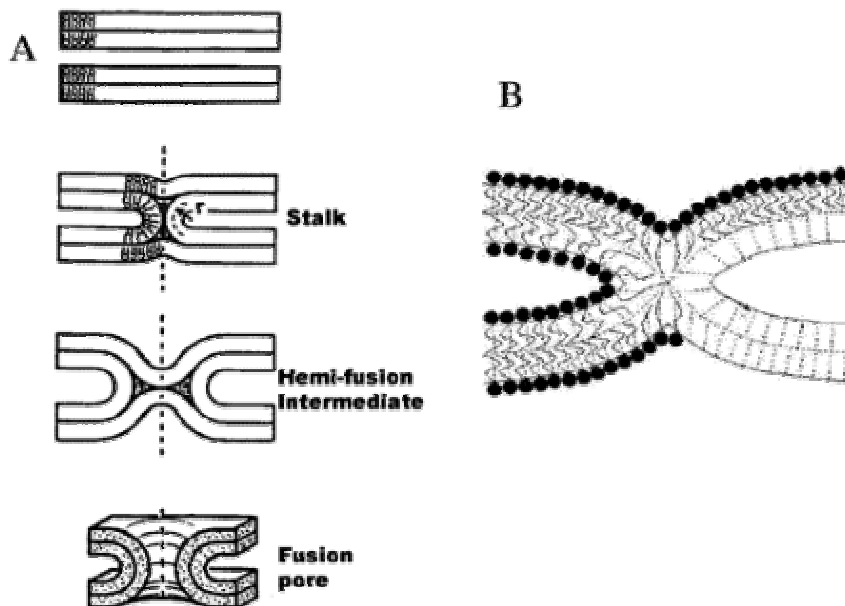 A
B
Stalk
r
Hemi-fusion
Intermediate
Fusion
pore